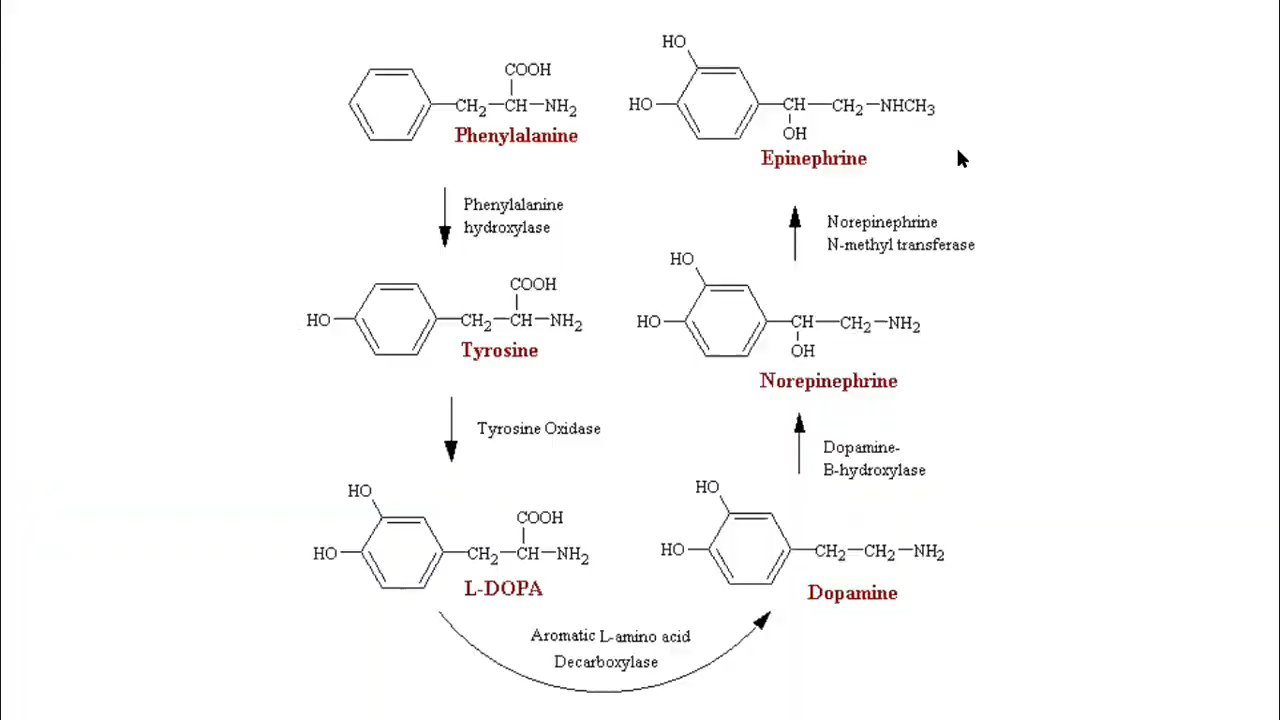 COOH
CH2—CH—NH2
Phenylalanine
Phenylalanine
hydroxylase
COOH
HO
CH2—CH—NH2
Tyrosine
Tyrosine Oxidase
HO
COOH
HO
CH2—CH—NH2
L-DOPA
Aromatic L-amino acid
Decarboxylase
HO
HO
CH2—CH2—NH2
Dopamine
Dopamine-
B-hydroxylase
HO
HO
CH—CH2—NH2
OH
Norepinephrine
Norepinephrine
N-methyl transferase
HO
HO
CH—CH2—NHCH3
OH
Epinephrine